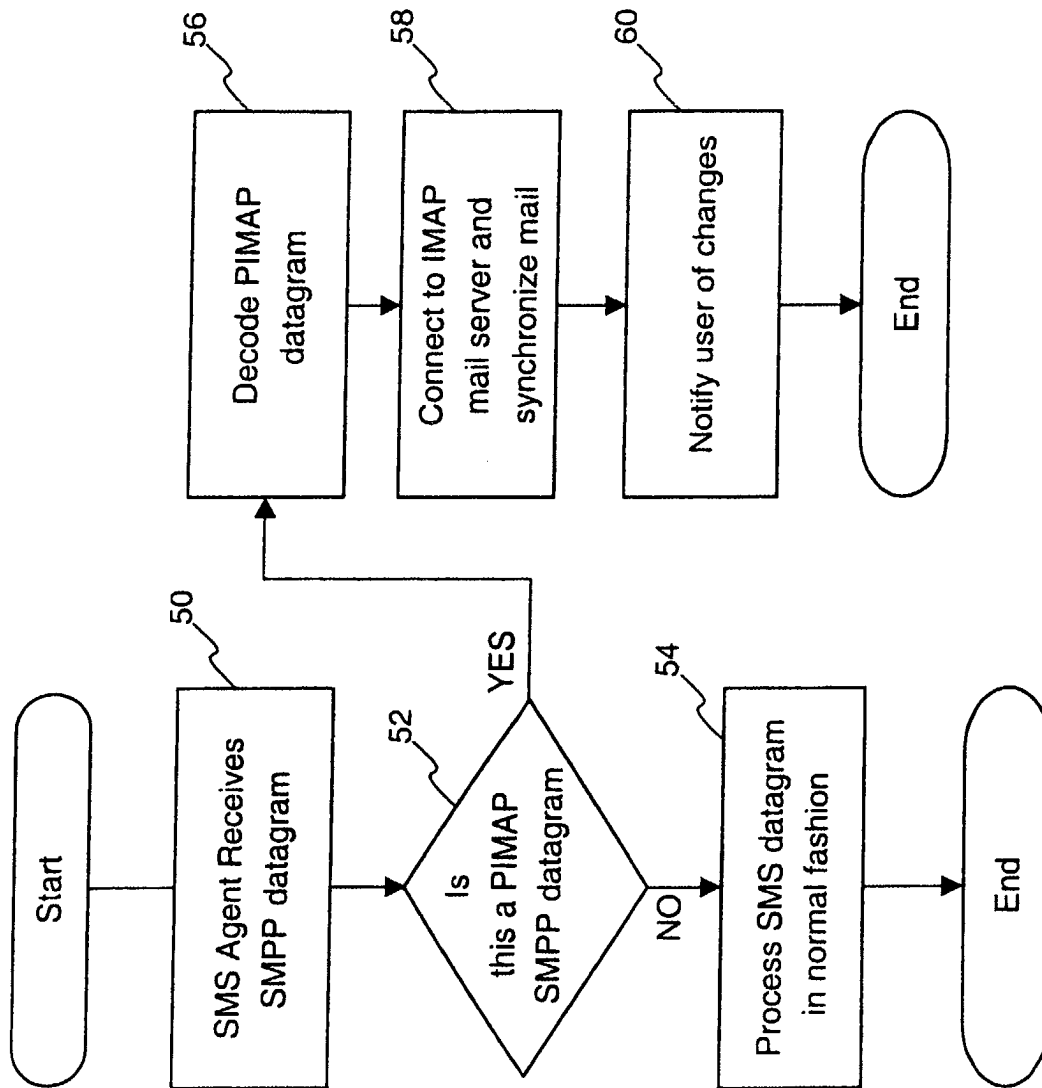 Start
50
SMS Agent Receives
SMPP datagram
52
Is
this a PIMAP
SMPP datagram
YES
NO
54
Process SMS datagram
in normal fashion
End
56
Decode PIMAP
datagram
58
Connect to IMAP
mail server and
synchronize mail
60
Notify user of changes
End